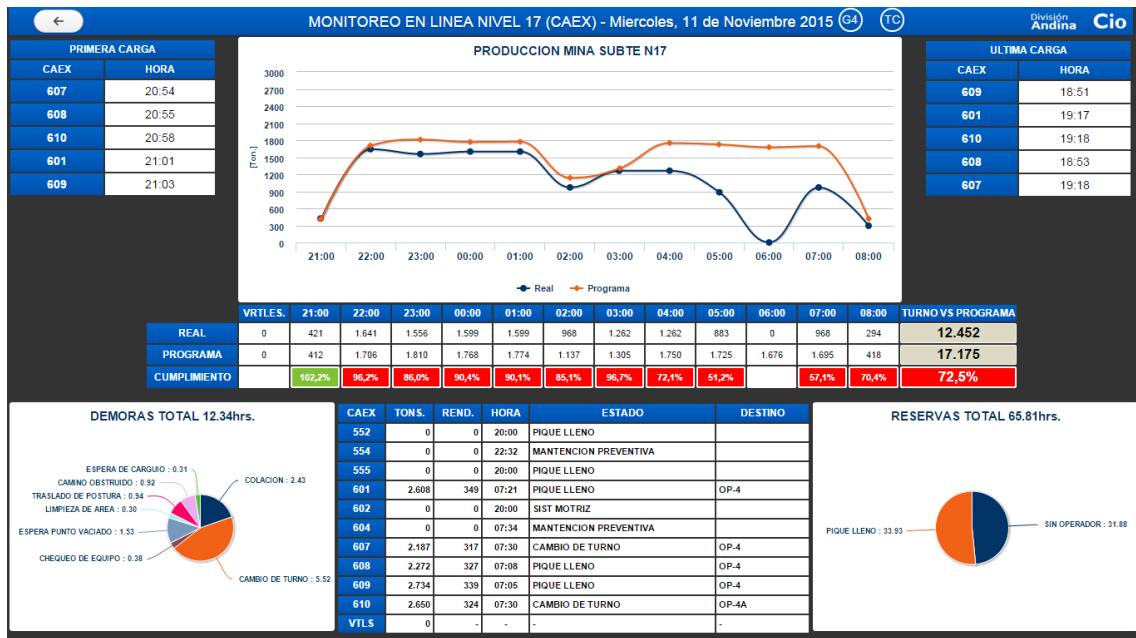 MONITOREO EN LINEA NIVEL 17 (CAEX) - Miercoles, 11 de Noviembre 2015 G4 TC División Andina Cio
PRIMERA CARGA
CAEX HORA
607 20:54
608 20:55
610 20:58
601 21:01
609 21:03
PRODUCCION MINA SUBTE N17
[Ton.]
3000
2700
2400
2100
1800
1500
1200
900
600
300
0
21:00 22:00 23:00 00:00 01:00 02:00 03:00 04:00 05:00 06:00 07:00 08:00
Real Programa
ULTIMA CARGA
CAEX HORA
609 18:51
601 19:17
610 19:18
608 18:53
607 19:18
VRTLES. 21:00 22:00 23:00 00:00 01:00 02:00 03:00 04:00 05:00 06:00 07:00 08:00 TURNO VS PROGRAMA
REAL 0 421 1.641 1.556 1.599 1.599 968 1.262 1.262 883 0 968 294 12.452
PROGRAMA 0 412 1.706 1.810 1.768 1.774 1.137 1.305 1.750 1.725 1.676 1.695 418 17.175
CUMPLIMIENTO 102,2% 96,2% 86,0% 90,4% 90,1% 85,1% 96,7% 72,1% 51,2% 57,1% 70,4% 72,5%
DEMORAS TOTAL 12.34hrs.
ESPERA DE CARGUIO : 0.31
CAMINO OBSTRUIDO : 0.92
TRASLADO DE POSTURA : 0.94
LIMPIEZA DE AREA : 0.30
ESPERA PUNTO VACIADO : 1.53
CHEQUEO DE EQUIPO : 0.38
COLACION : 2.43
CAMBIO DE TURNO : 5.52
CAEX TONS. REND. HORA ESTADO DESTINO
552 0 0 20:00 PIQUE LLENO
554 0 0 22:32 MANTENCION PREVENTIVA
555 0 0 20:00 PIQUE LLENO
601 2.608 349 07:21 PIQUE LLENO OP-4
602 0 0 20:00 SIST MOTRIZ
604 0 0 07:34 MANTENCION PREVENTIVA
607 2.187 317 07:30 CAMBIO DE TURNO OP-4
608 2.272 327 07:08 PIQUE LLENO OP-4
609 2.734 339 07:05 PIQUE LLENO OP-4
610 2.650 324 07:30 CAMBIO DE TURNO OP-4A
VTLS 0 - - - -
RESERVAS TOTAL 65.81hrs.
PIQUE LLENO : 33.93
SIN OPERADOR : 31.88